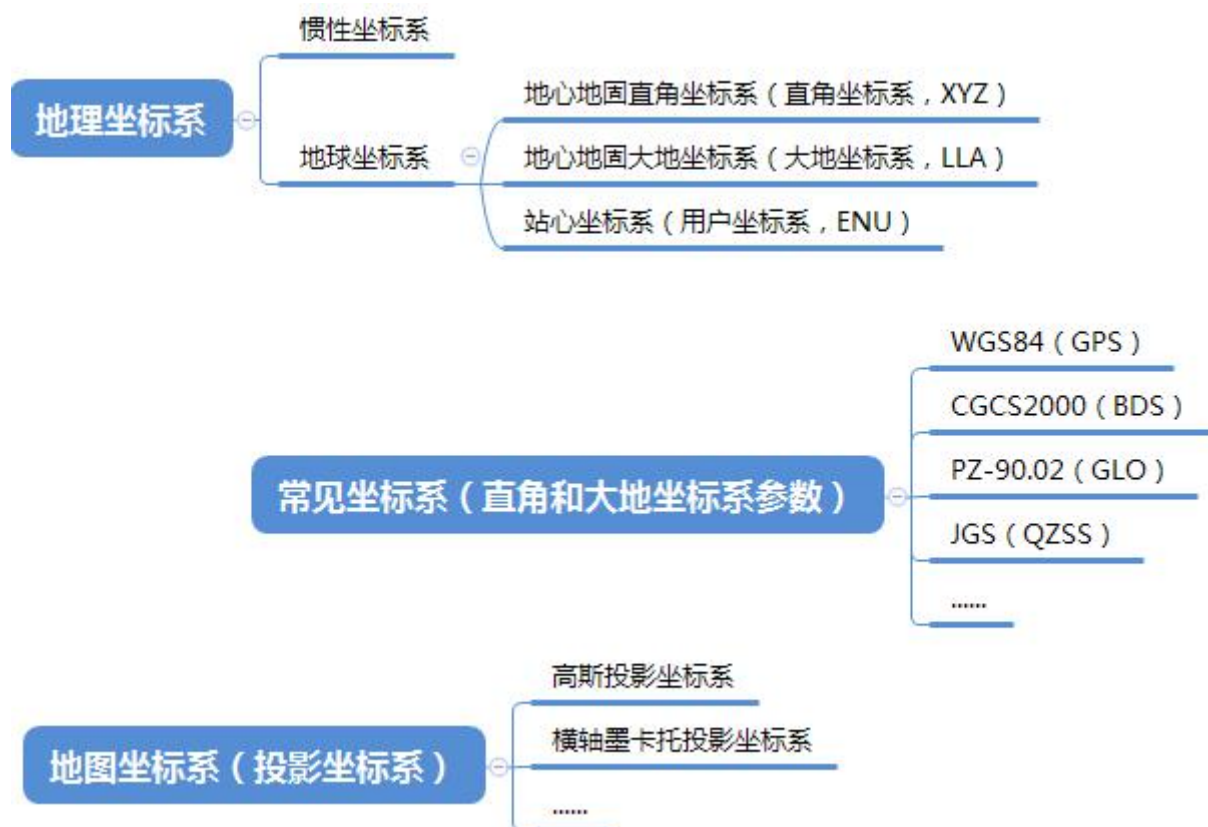 地理坐标系
惯性坐标系
地球坐标系
地心地固直角坐标系（直角坐标系，XYZ）
地心地固大地坐标系（大地坐标系，LLA）
站心坐标系（用户坐标系，ENU）
常见坐标系（直角和大地坐标系参数）
WGS84（GPS）
CGCS2000（BDS）
PZ-90.02（GLO）
JGS（QZSS）
......
地图坐标系（投影坐标系）
高斯投影坐标系
横轴墨卡托投影坐标系
......